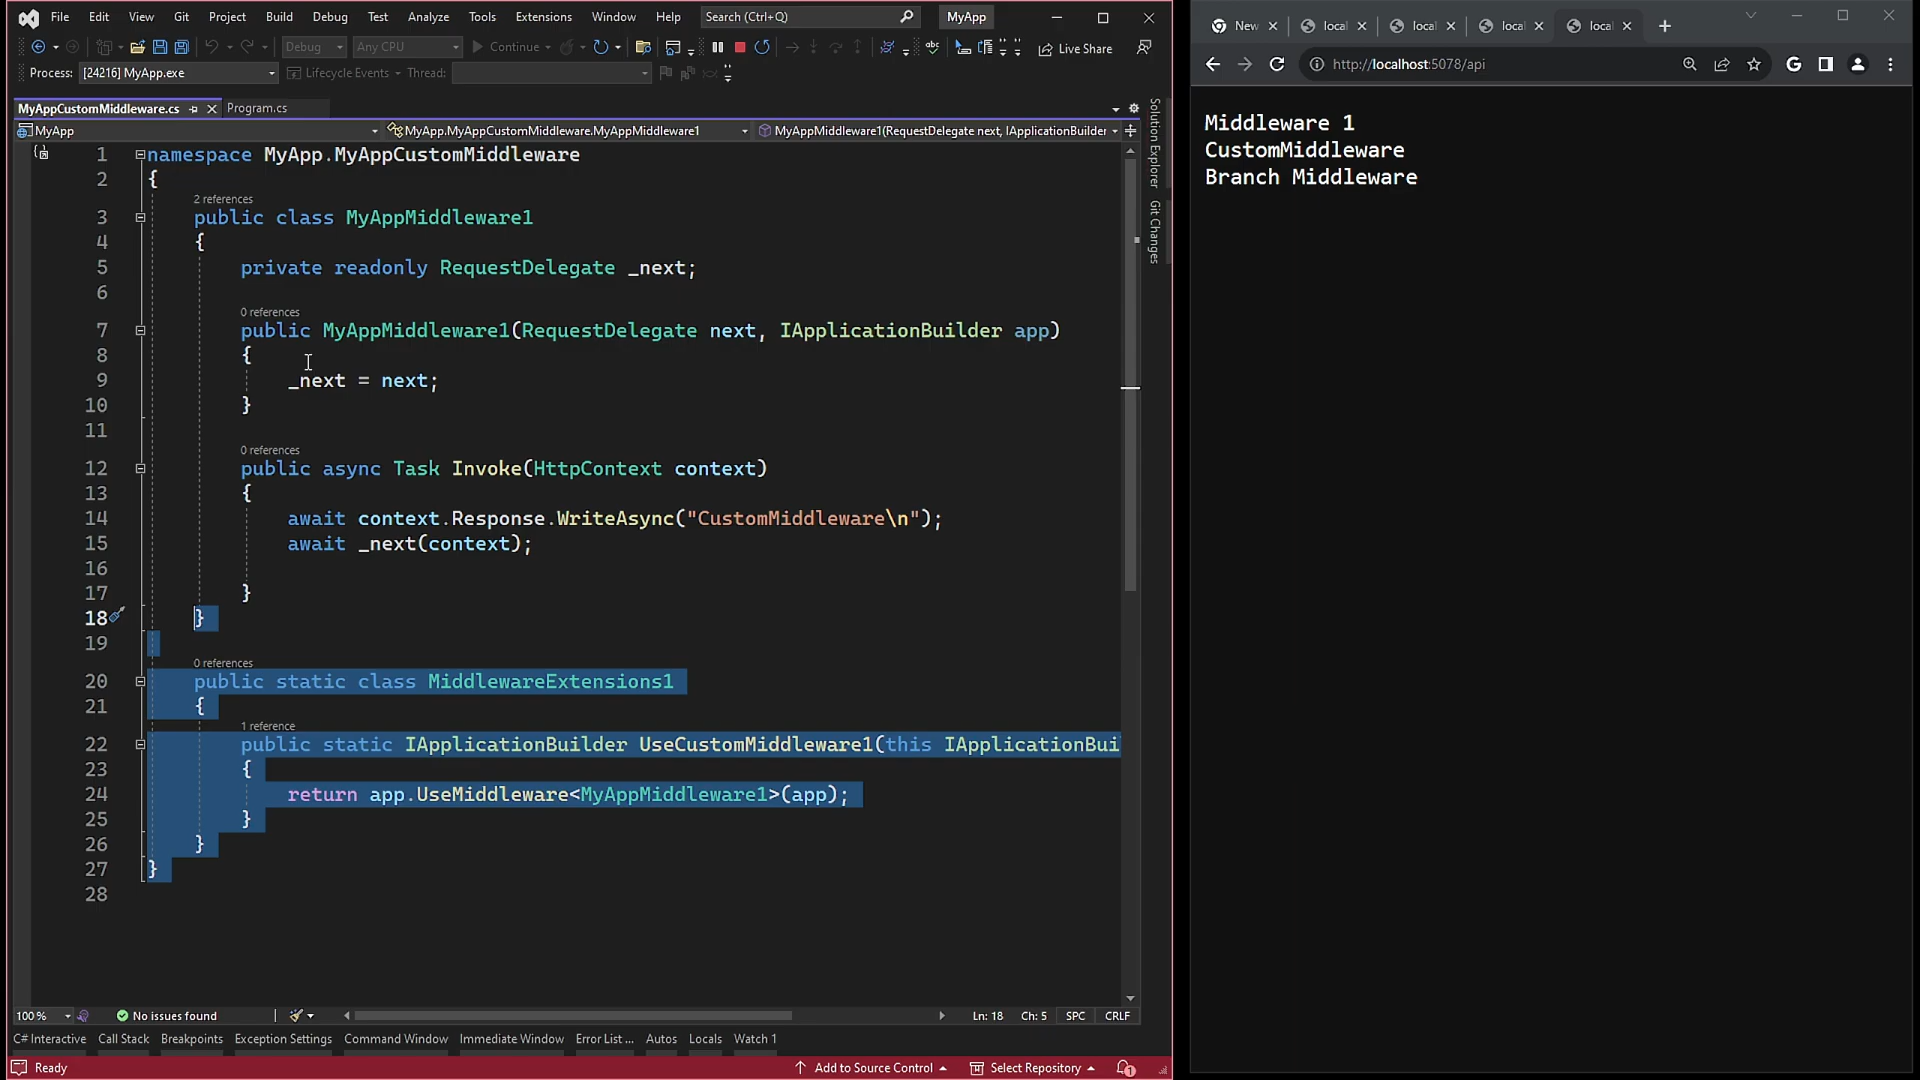 File Edit View Git Project Build Debug Test Analyze Tools Extensions Window Help Search (Ctrl+Q) MyApp
Debug Any CPU Continue Live Share
Process: [24216] MyApp.exe Lifecycle Events Thread:
MyAppCustomMiddleware.cs Program.cs
MyApp MyApp.MyAppCustomMiddleware.MyAppMiddleware1 MyAppMiddleware1(RequestDelegate next, IApplicationBuilder
1 namespace MyApp.MyAppCustomMiddleware
2 {
2 references
3 public class MyAppMiddleware1
4 {
5 private readonly RequestDelegate _next;
6
0 references
7 public MyAppMiddleware1(RequestDelegate next, IApplicationBuilder app)
8 {
9 _next = next;
10 }
11
0 references
12 public async Task Invoke(HttpContext context)
13 {
14 await context.Response.WriteAsync("CustomMiddleware\n");
15 await _next(context);
16
17 }
18 }
19
0 references
20 public static class MiddlewareExtensions1
21 {
1 reference
22 public static IApplicationBuilder UseCustomMiddleware1(this IApplicationBui
23 {
24 return app.UseMiddleware<MyAppMiddleware1>(app);
25 }
26 }
27 }
28
Solution Explorer
Git Changes
100 % No issues found Ln: 18 Ch: 5 SPC CRLF
C# Interactive Call Stack Breakpoints Exception Settings Command Window Immediate Window Error List ... Autos Locals Watch 1
Ready Add to Source Control Select Repository 1
New local local local local
http://localhost:5078/api
Middleware 1
CustomMiddleware
Branch Middleware